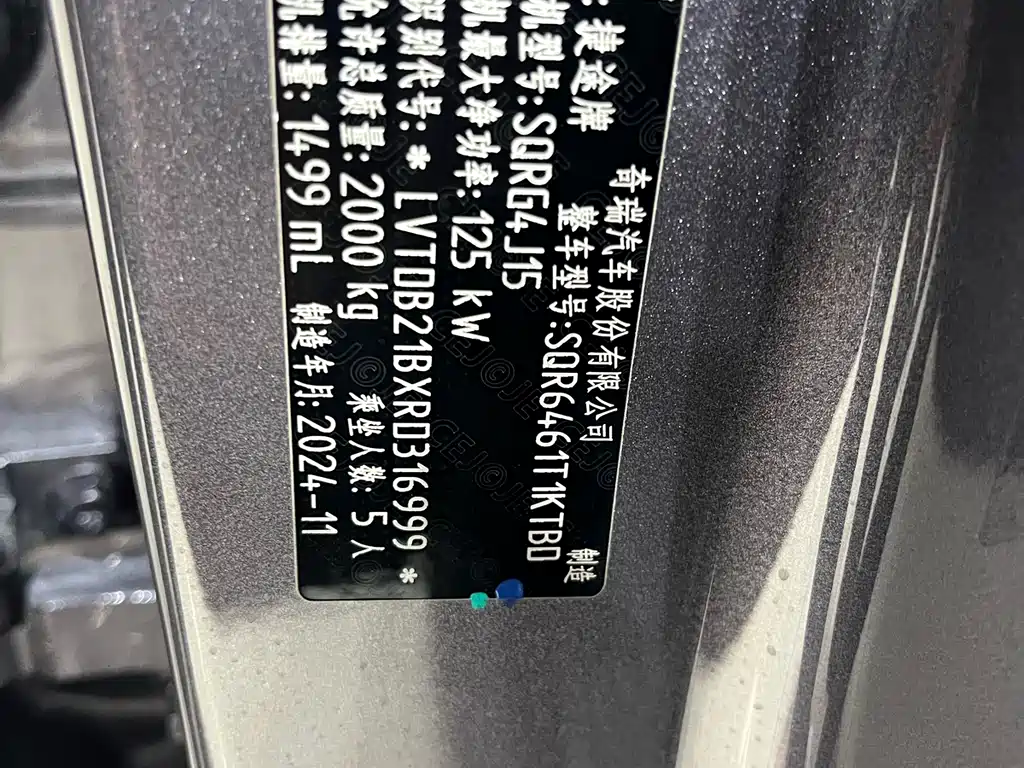 奇瑞汽车股份有限公司 制造
: 捷途牌 整车型号:SQR6461T1KTBD
机型号:SQRG4J15
机最大净功率:125 kW
识别代号:* LVTDB21BXRD316999 *
允许总质量:2000 kg 乘坐人数: 5 人
机排量: 1499 mL 制造年月:2024-11